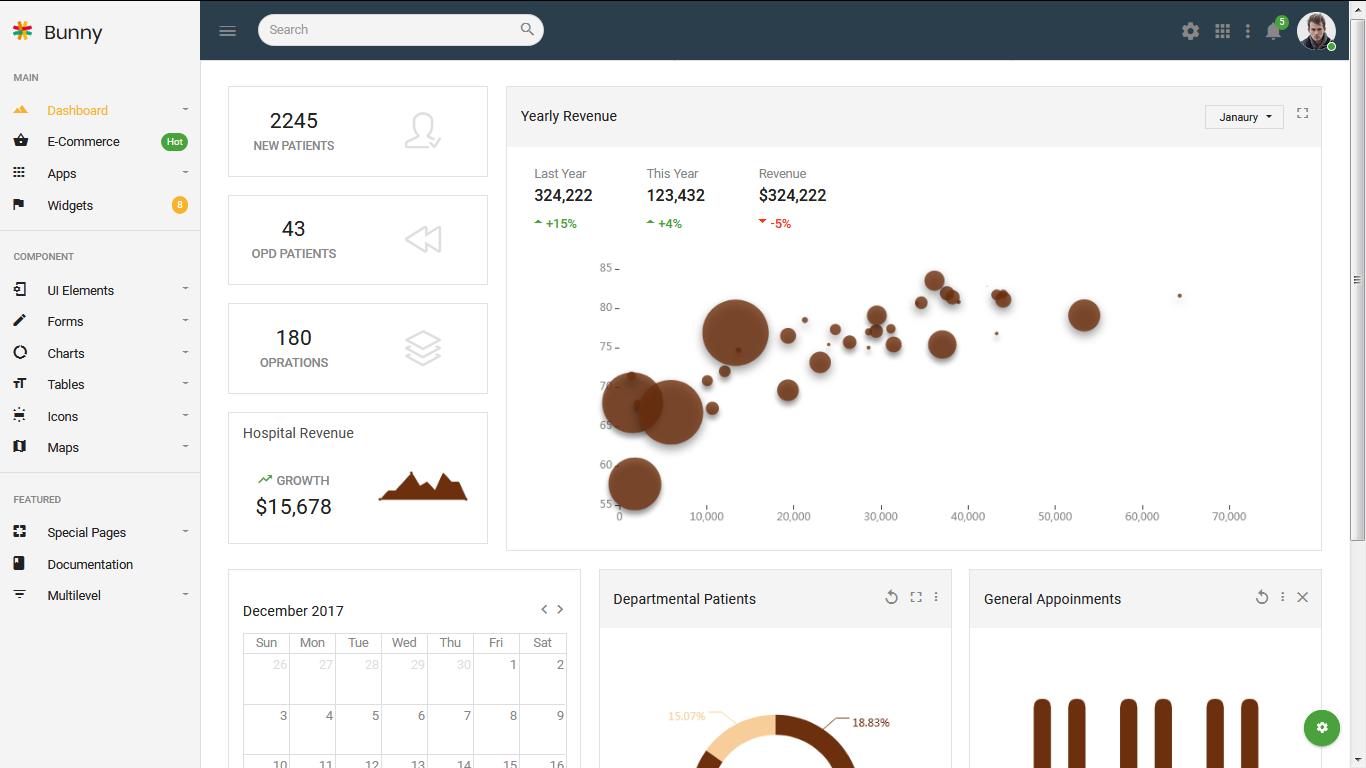 Bunny
MAIN
Dashboard
E-Commerce Hot
Apps
Widgets 8
COMPONENT
UI Elements
Forms
Charts
Tables
Icons
Maps
FEATURED
Special Pages
Documentation
Multilevel
Search
5
2245
NEW PATIENTS
43
OPD PATIENTS
180
OPRATIONS
Hospital Revenue
GROWTH
$15,678
Yearly Revenue
Janaury
Last Year This Year Revenue
324,222 123,432 $324,222
+15% +4% -5%
85
80
75
70
65
60
55
0 10,000 20,000 30,000 40,000 50,000 60,000 70,000
December 2017
Sun Mon Tue Wed Thu Fri Sat
26 27 28 29 30 1 2
3 4 5 6 7 8 9
10 11 12 13 14 15 16
Departmental Patients
15.07% 18.83%
General Appoinments